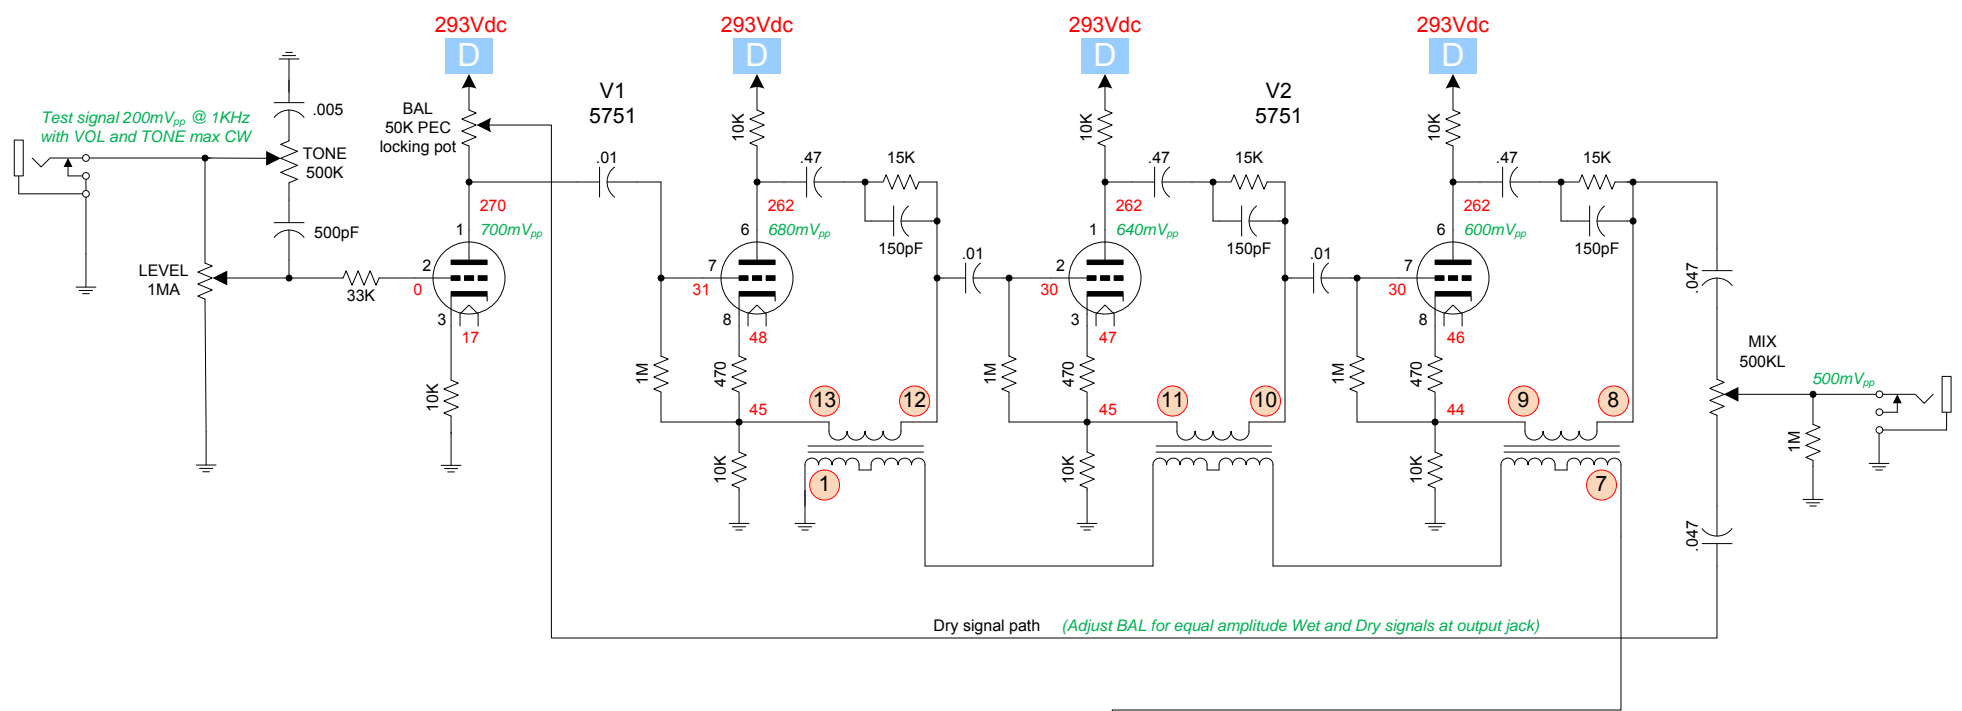 293Vdc
293Vdc
293Vdc
293Vdc
D
D
D
D
Test signal 200mVpp @ 1KHz
with VOL and TONE max CW
.005
TONE
500K
500pF
LEVEL
1MA
33K
BAL
50K PEC
locking pot
V1
5751
V2
5751
10K
10K
10K
.01
.47
15K
150pF
.47
15K
150pF
.47
15K
150pF
270
1
700mVpp
262
6
680mVpp
262
1
640mVpp
262
6
600mVpp
2
0
3
17
7
31
8
48
.01
2
30
3
47
.01
7
30
8
46
10K
1M
470
45
13
12
10K
1
1M
470
45
11
10
10K
1M
470
44
9
8
10K
7
.047
MIX
500KL
500mVpp
1M
.047
Dry signal path (Adjust BAL for equal amplitude Wet and Dry signals at output jack)